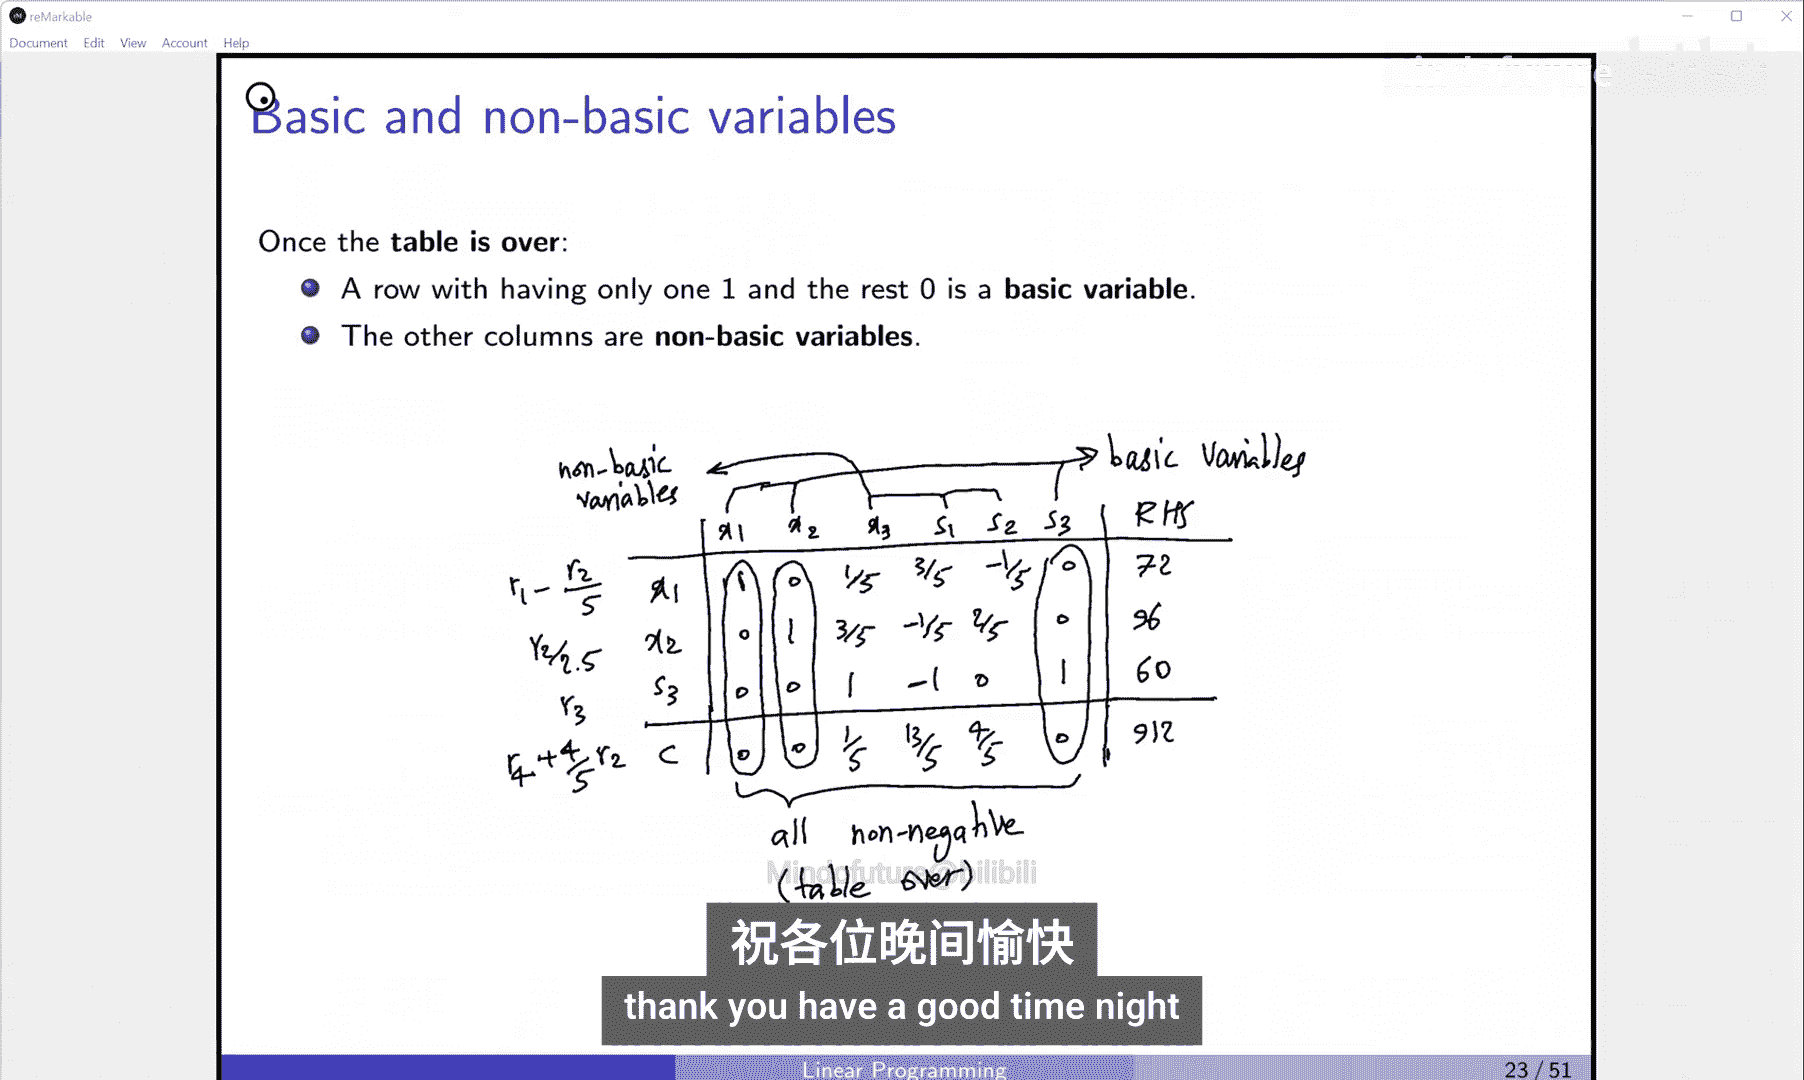 reMarkable
Document Edit View Account Help
Basic and non-basic variables
Once the table is over:
A row with having only one 1 and the rest 0 is a basic variable.
The other columns are non-basic variables.
non-basic variables
basic variables
x1 x2 x3 s1 s2 s3 RHS
r1 - r2/5 x1 1 0 1/5 3/5 -1/5 0 72
r2/2.5 x2 0 1 3/5 -1/5 2/5 0 96
r3 s3 0 0 1 -1 0 1 60
r4 + 4/5 r2 C 0 0 1/5 13/5 4/5 0 912
all non-negative
(table over)
Mindofuture@bilibili
祝各位晚间愉快
thank you have a good time night
Linear Programming
23 / 51